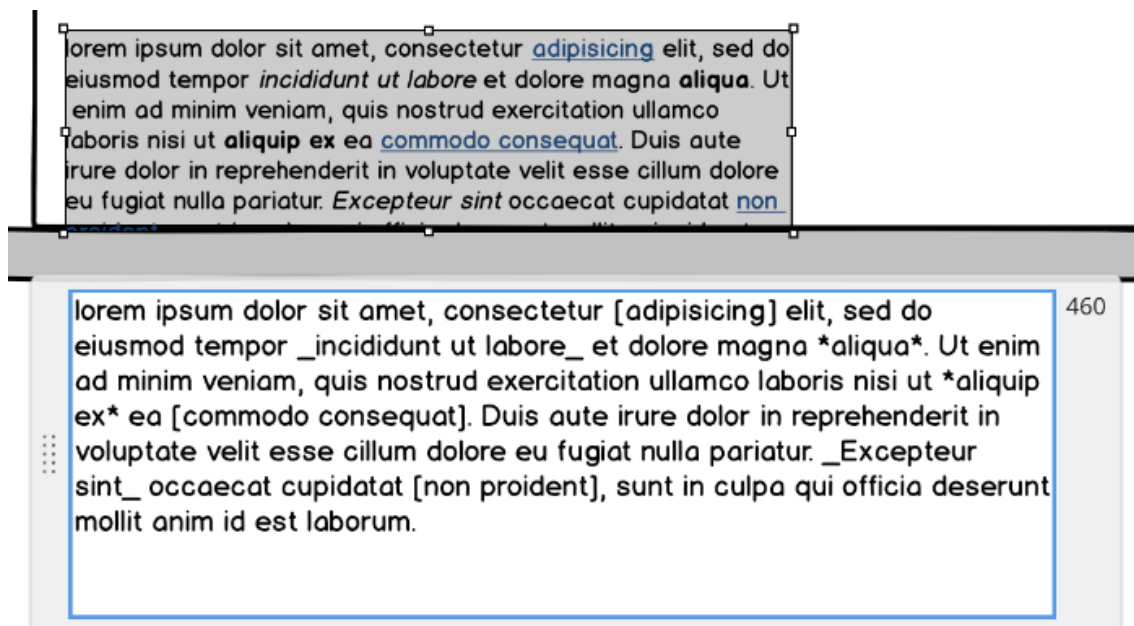 lorem ipsum dolor sit amet, consectetur adipisicing elit, sed do
eiusmod tempor incididunt ut labore et dolore magna aliqua. Ut
enim ad minim veniam, quis nostrud exercitation ullamco
laboris nisi ut aliquip ex ea commodo consequat. Duis aute
irure dolor in reprehenderit in voluptate velit esse cillum dolore
eu fugiat nulla pariatur. Excepteur sint occaecat cupidatat non
lorem ipsum dolor sit amet, consectetur [adipisicing] elit, sed do
460
eiusmod tempor _incididunt ut labore_ et dolore magna *aliqua*. Ut enim
ad minim veniam, quis nostrud exercitation ullamco laboris nisi ut *aliquip
ex* ea [commodo consequat]. Duis aute irure dolor in reprehenderit in
voluptate velit esse cillum dolore eu fugiat nulla pariatur. _Excepteur
sint_ occaecat cupidatat [non proident], sunt in culpa qui officia deserunt
mollit anim id est laborum.